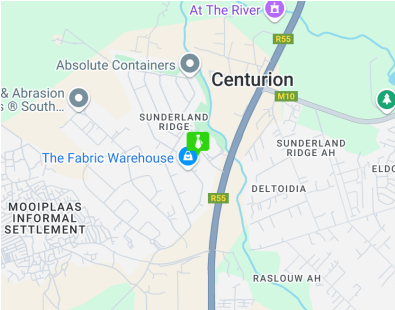 At The River
R55
Absolute Containers
Centurion
M10
& Abrasion
s ® South...
SUNDERLAND
RIDGE
SUNDERLAND
RIDGE AH
The Fabric Warehouse
ELDO
DELTOIDIA
R55
MOOIPLAAS
INFORMAL
SETTLEMENT
RASLOUW AH